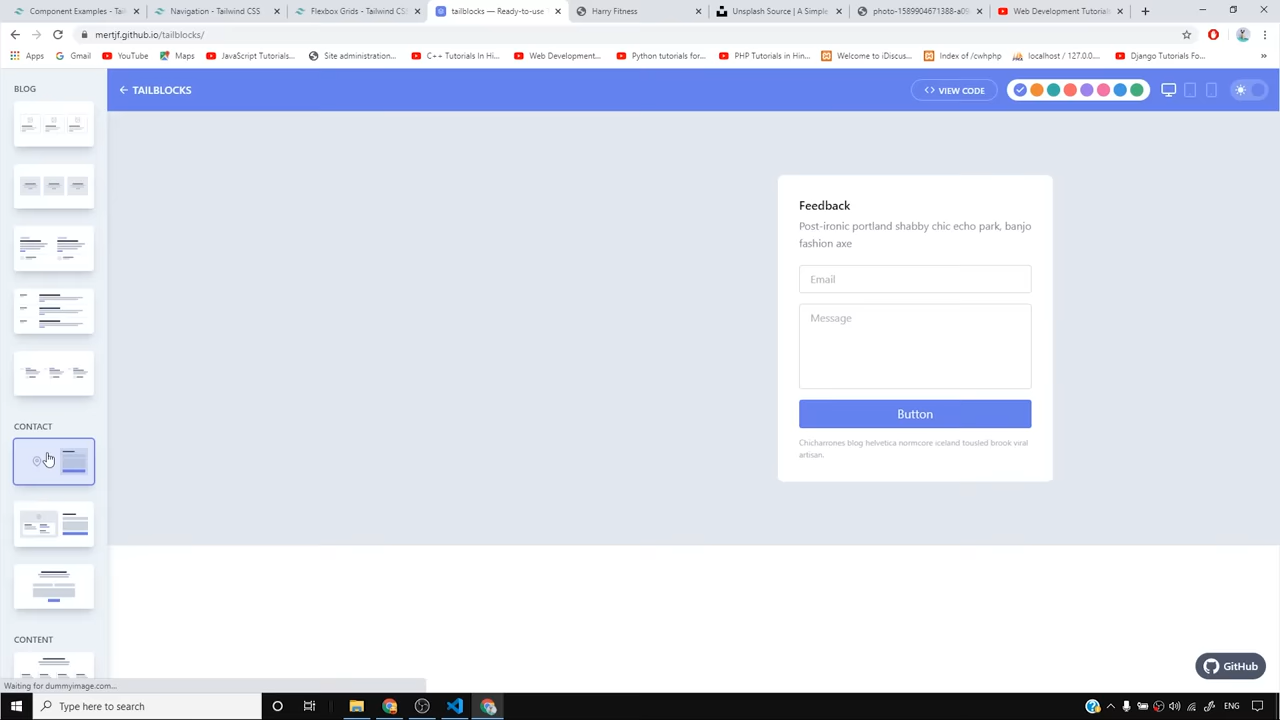 Component Examples - Tailwind CS
Navigation - Tailwind CSS
Flexbox Grids - Tailwind CSS
tailblocks — Ready-to-use
Harry Fitness
Unsplash Source | A Simple
photo-1589904671388-a09
Web Development Tutorial
mertjf.github.io/tailblocks/
Apps
Gmail
YouTube
Maps
JavaScript Tutorials...
Site administration...
C++ Tutorials In Hi...
Web Development...
Python tutorials for...
PHP Tutorials in Hin...
Welcome to iDiscus...
Index of /cwhphp
localhost / 127.0.0...
Django Tutorials Fo...
BLOG
CONTACT
CONTENT
TAILBLOCKS
VIEW CODE
Feedback
Post-ironic portland shabby chic echo park, banjo
fashion axe
Email
Message
Button
Chicharrones blog helvetica normcore iceland tousled brook viral
artisan.
GitHub
Waiting for dummyimage.com...
Type here to search
ENG